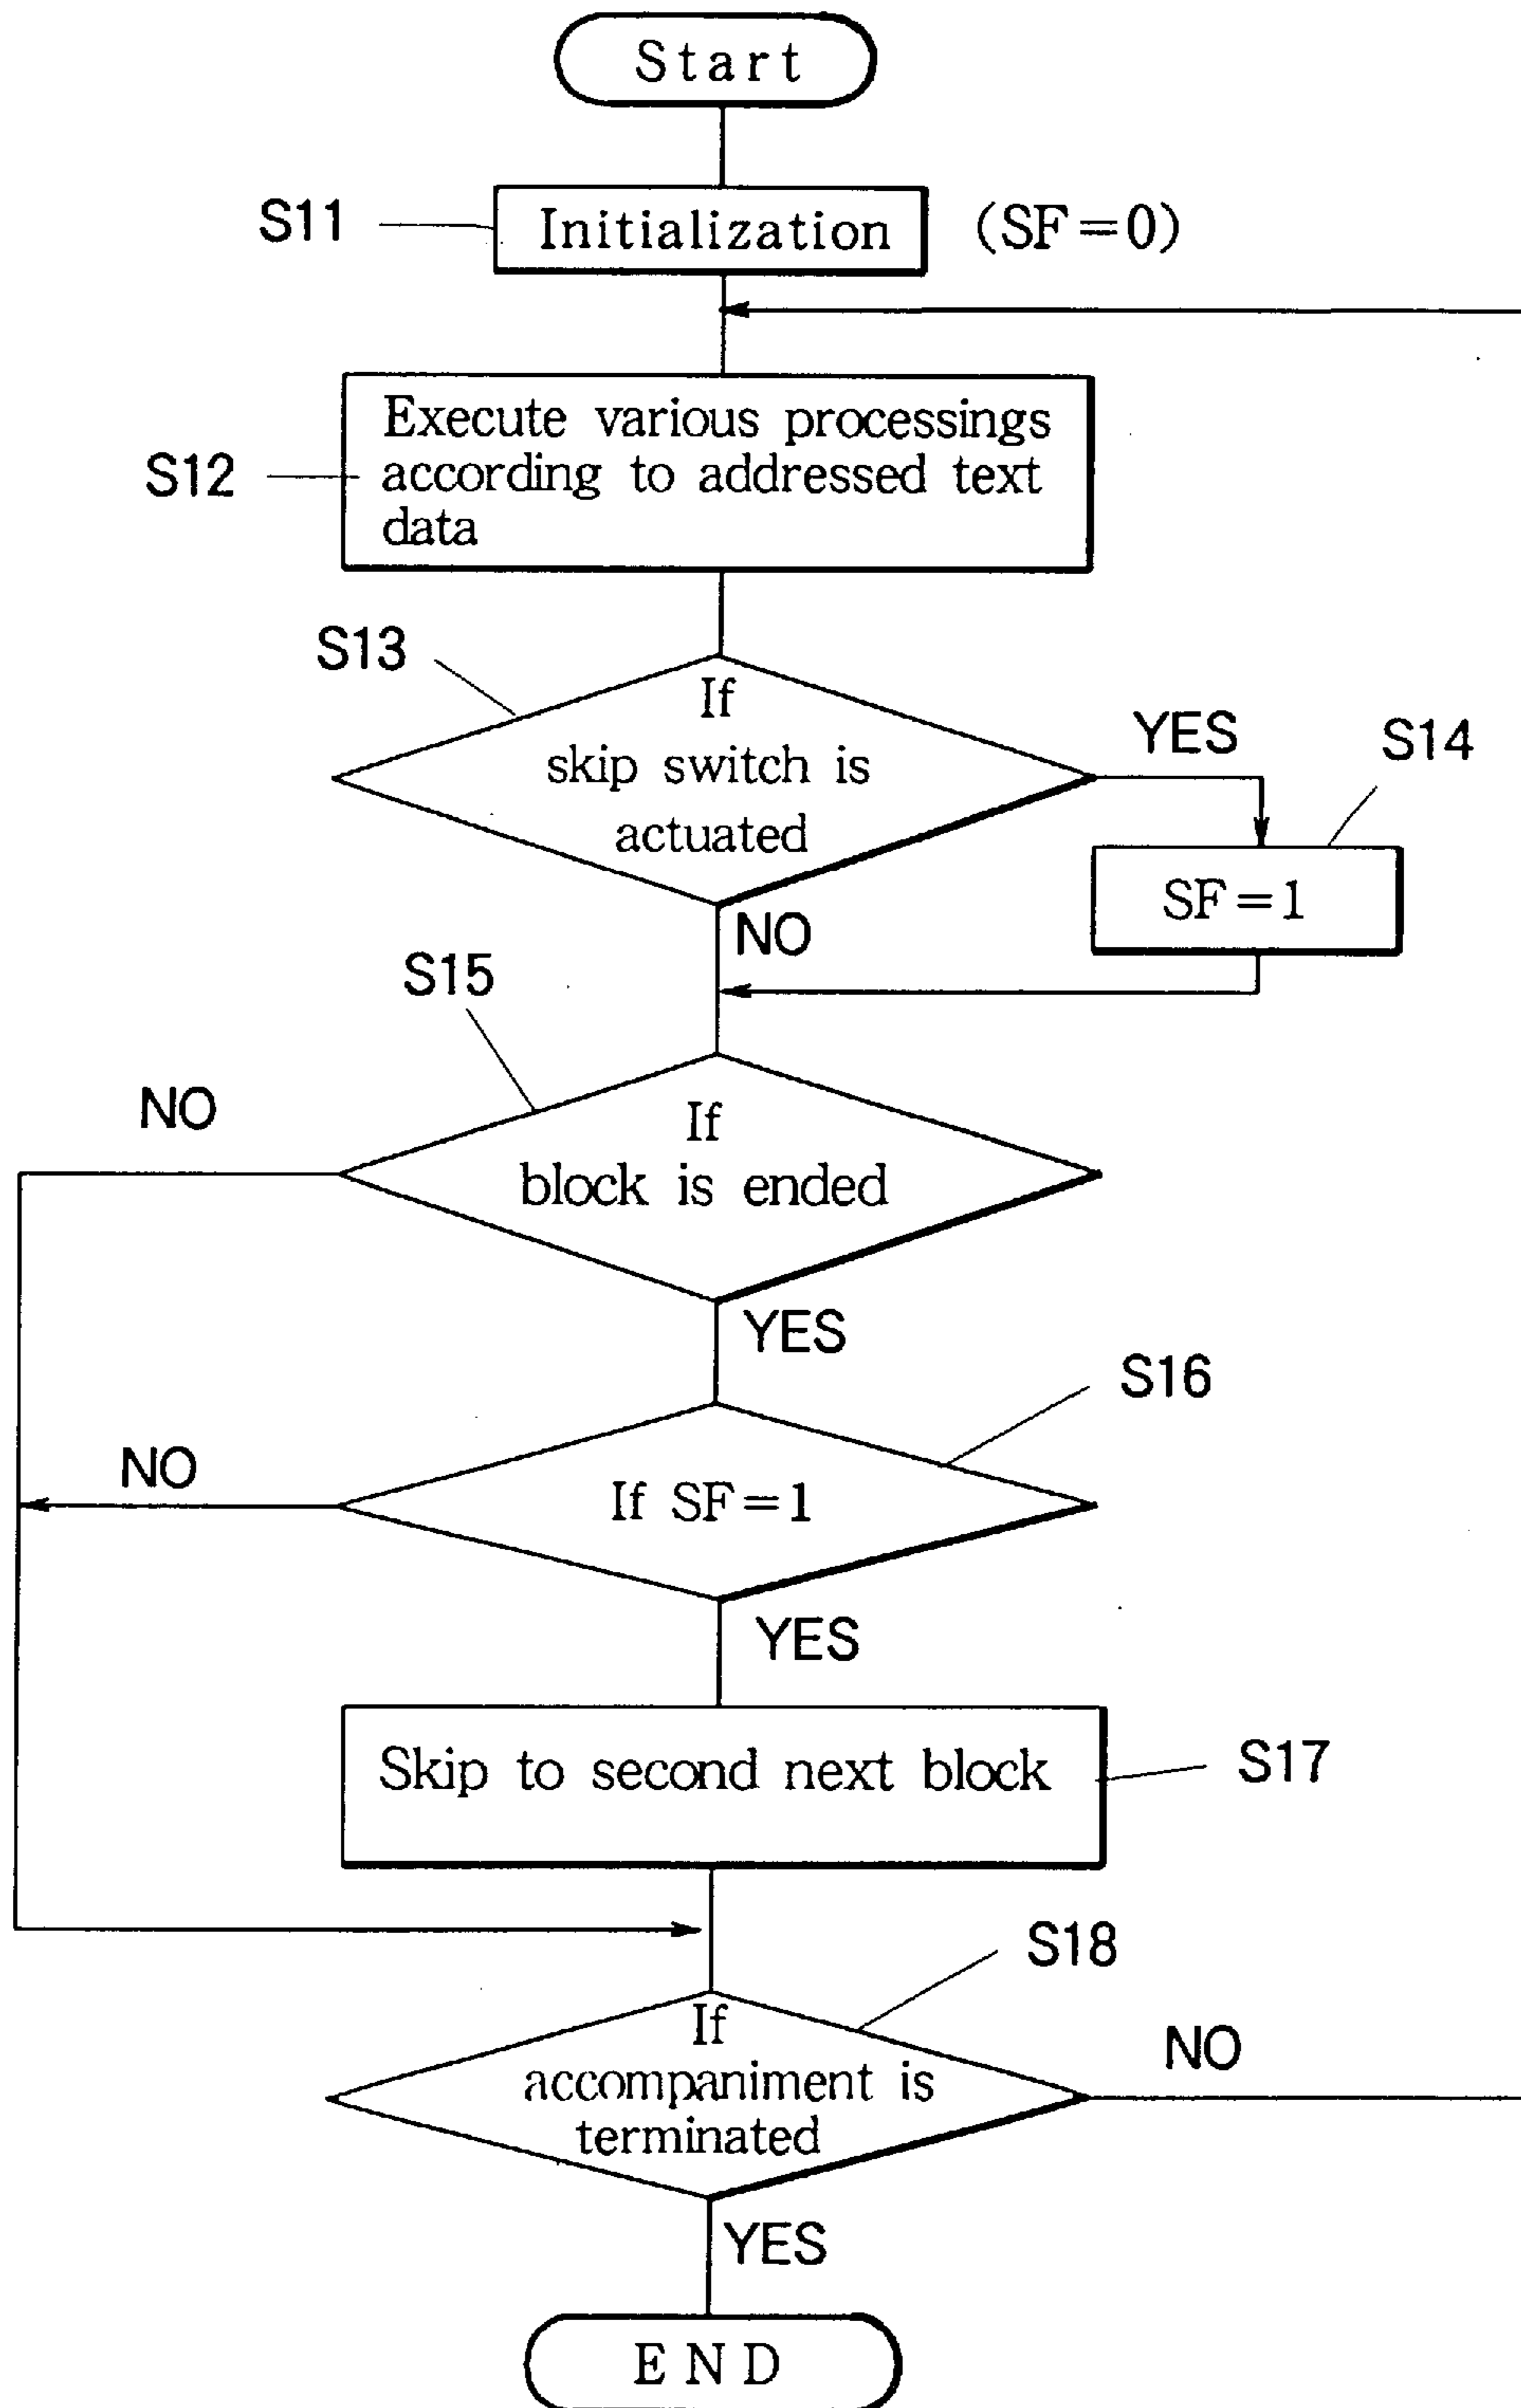 Start
S11
Initialization
(SF=0)
S12
Execute various processings
according to addressed text
data
S13
If
skip switch is
actuated
YES
S14
SF=1
NO
S15
NO
If
block is ended
YES
S16
NO
If SF=1
YES
Skip to second next block
S17
S18
If
accompaniment is
terminated
NO
YES
END